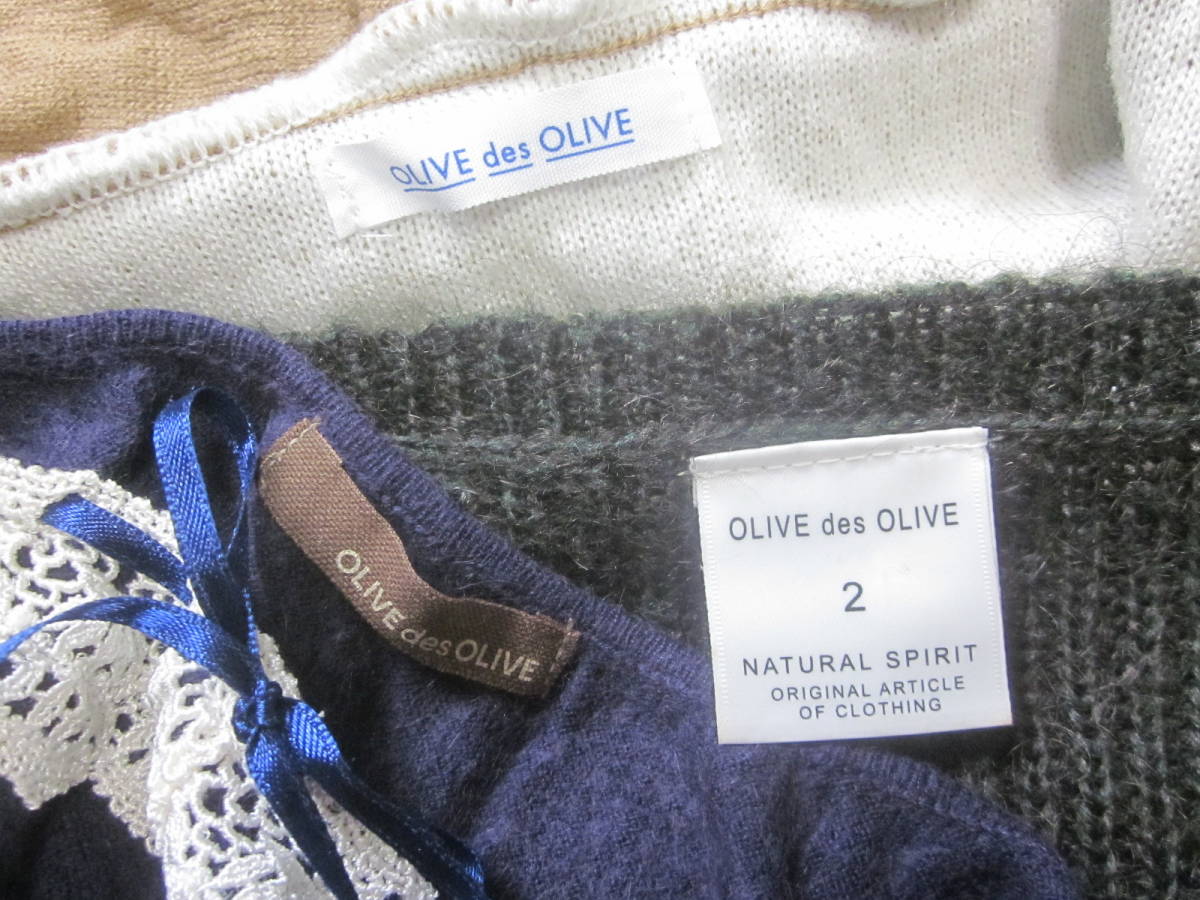 OLIVE des OLIVE
OLIVE des OLIVE
2
NATURAL SPIRIT
ORIGINAL ARTICLE
OF CLOTHING
OLIVE des OLIVE